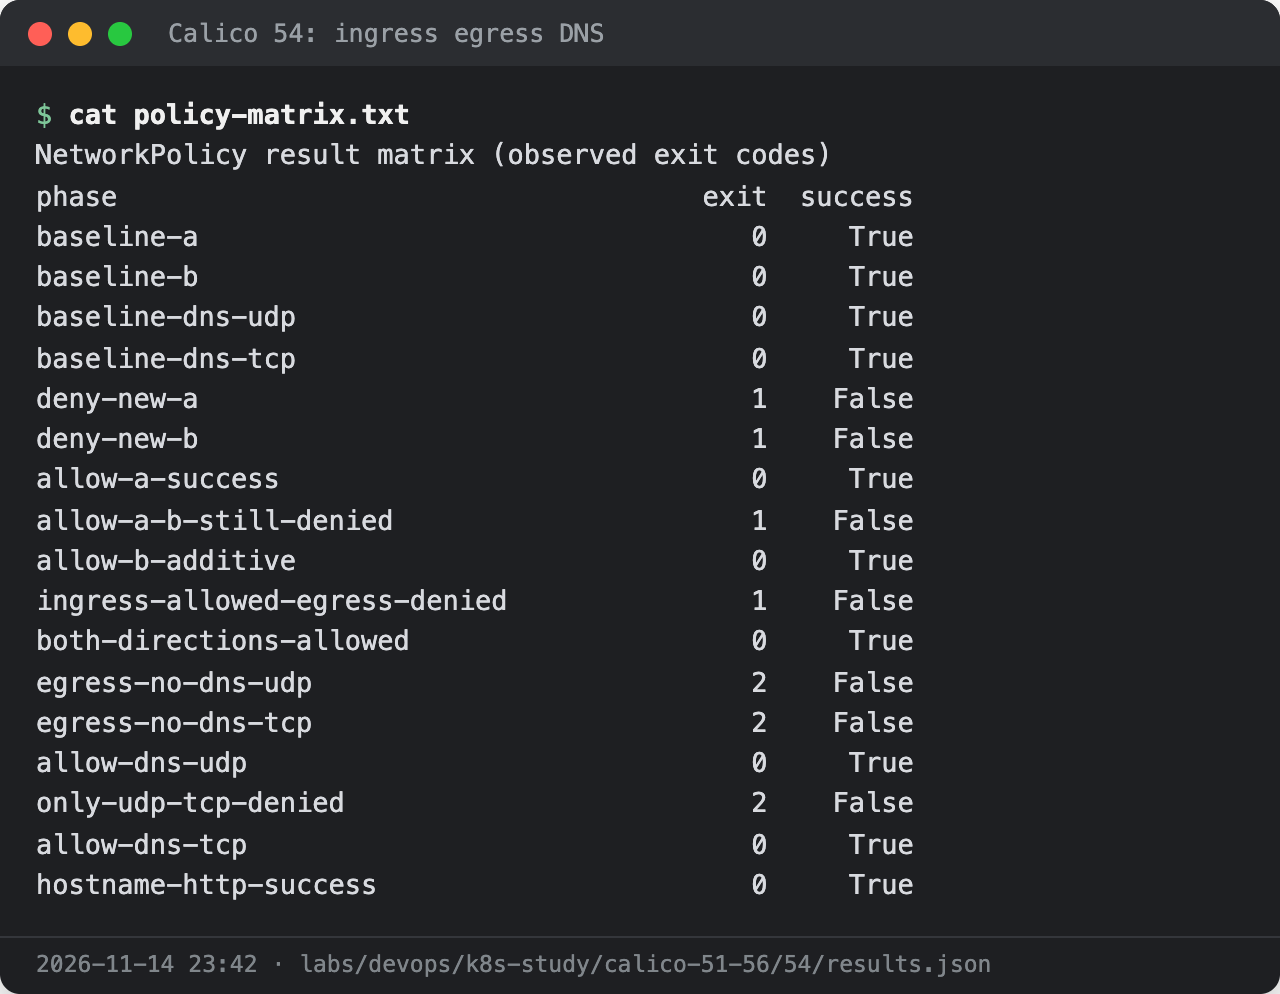 Calico 54: ingress egress DNS
$ cat policy-matrix.txt
NetworkPolicy result matrix (observed exit codes)
phase exit success
baseline-a 0 True
baseline-b 0 True
baseline-dns-udp 0 True
baseline-dns-tcp 0 True
deny-new-a 1 False
deny-new-b 1 False
allow-a-success 0 True
allow-a-b-still-denied 1 False
allow-b-additive 0 True
ingress-allowed-egress-denied 1 False
both-directions-allowed 0 True
egress-no-dns-udp 2 False
egress-no-dns-tcp 2 False
allow-dns-udp 0 True
only-udp-tcp-denied 2 False
allow-dns-tcp 0 True
hostname-http-success 0 True
2026-11-14 23:42 · labs/devops/k8s-study/calico-51-56/54/results.json